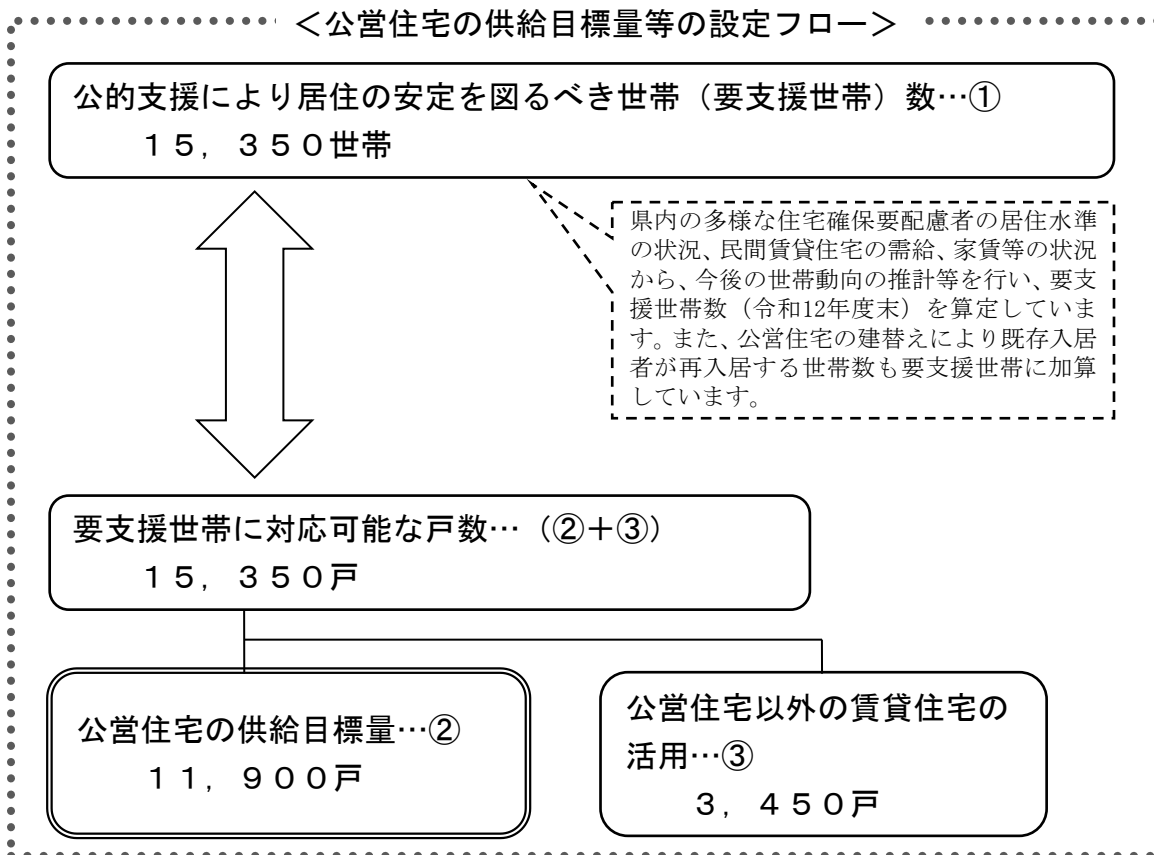 ＜公営住宅の供給目標量等の設定フロー＞
公的支援により居住の安定を図るべき世帯（要支援世帯）数…①
１５，３５０世帯
県内の多様な住宅確保要配慮者の居住水準
の状況、民間賃貸住宅の需給、家賃等の状況
から、今後の世帯動向の推計等を行い、要支
援世帯数（令和12年度末）を算定していま
す。また、公営住宅の建替えにより既存入居
者が再入居する世帯数も要支援世帯に加算
しています。
要支援世帯に対応可能な戸数…（②＋③）
１５，３５０戸
公営住宅の供給目標量…②
１１，９００戸
公営住宅以外の賃貸住宅の
活用…③
３，４５０戸